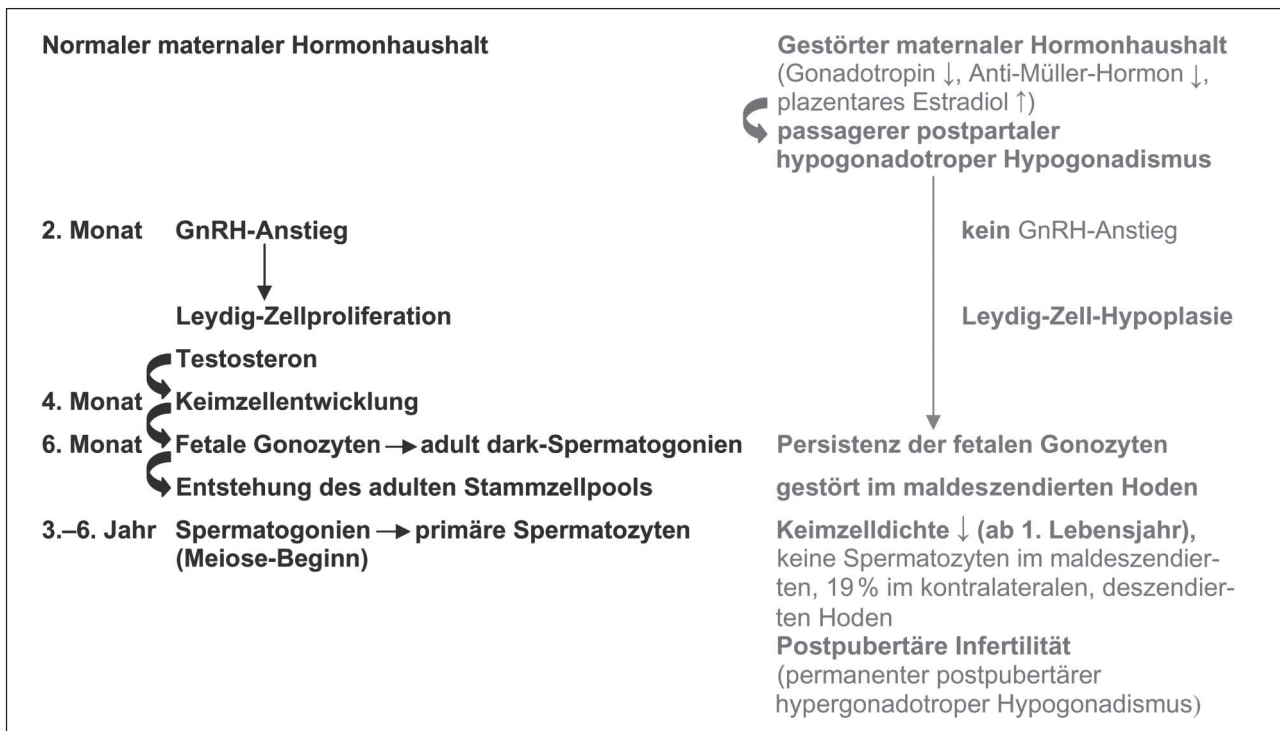 Normaler maternaler Hormonhaushalt
Gestörter maternaler Hormonhaushalt
(Gonadotropin ↓, Anti-Müller-Hormon ↓,
plazentares Estradiol ↑)
passagerer postpartaler
hypogonadotroper Hypogonadismus
2. Monat GnRH-Anstieg
kein GnRH-Anstieg
Leydig-Zellproliferation
Leydig-Zell-Hypoplasie
Testosteron
4. Monat Keimzellentwicklung
6. Monat Fetale Gonozyten → adult dark-Spermatogonien
Persistenz der fetalen Gonozyten
Entstehung des adulten Stammzellpools
gestört im maldeszendierten Hoden
3.–6. Jahr Spermatogonien → primäre Spermatozyten
(Meiose-Beginn)
Keimzelldichte ↓ (ab 1. Lebensjahr),
keine Spermatozyten im maldeszendier-
ten, 19 % im kontralateralen, deszendier-
ten Hoden
Postpubertäre Infertilität
(permanenter postpubertärer
hypergonadotroper Hypogonadismus)